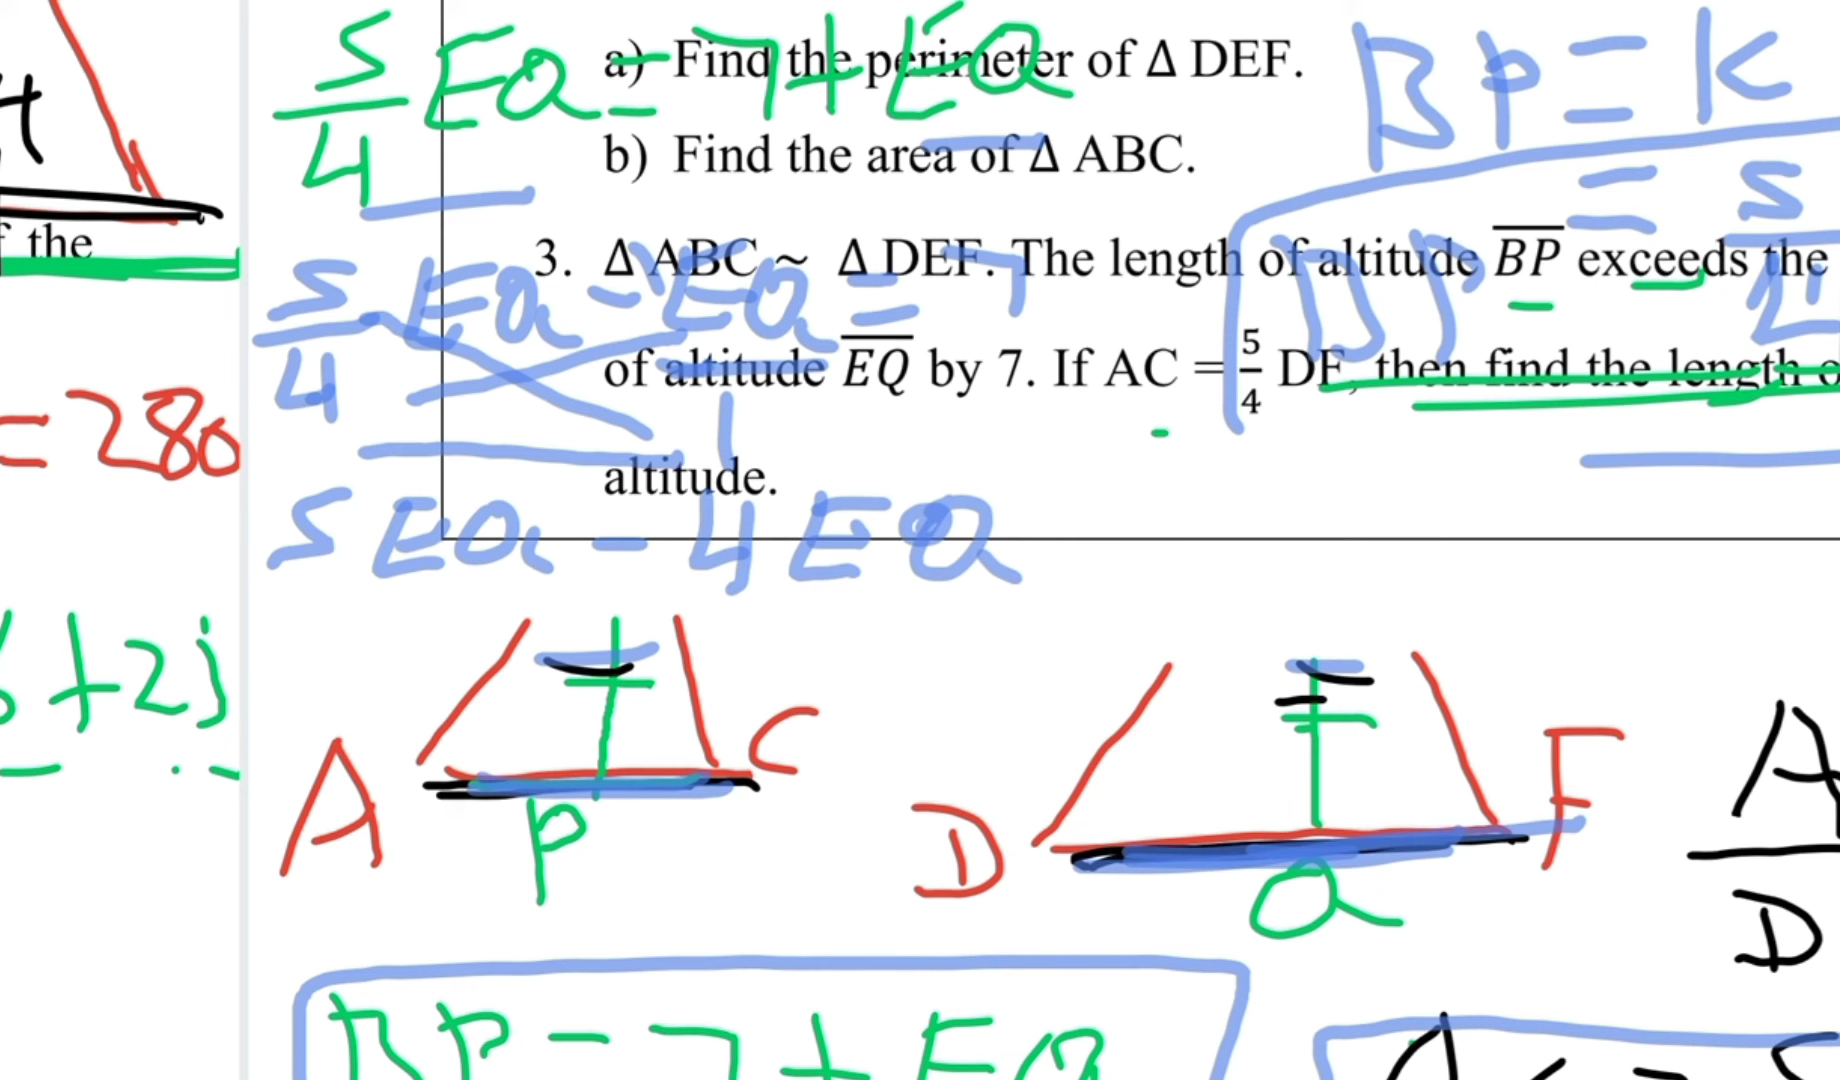 5/4 EQ = 7 + EQ
a) Find the perimeter of Δ DEF.
BP = K
b) Find the area of Δ ABC.
the
3. Δ ABC ~ Δ DEF. The length of altitude BP exceeds the
5/4 EQ - EQ = 7
of altitude EQ by 7. If AC = 5/4 DF, then find the length
= 280
altitude.
5EQ - 4EQ
+2j
A P C
D Q F
A
D
BP = 7 + EQ